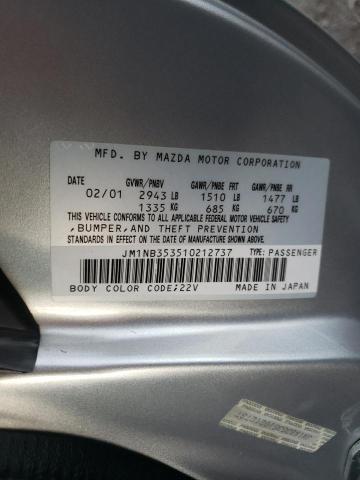 MFD. BY MAZDA MOTOR CORPORATION
DATE GVWR/PNBV GAWR/PNBE FRT GAWR/PNBE RR
02/01 2943 LB 1510 LB 1477 LB
1335 KG 685 KG 670 KG
THIS VEHICLE CONFORMS TO ALL APPLICABLE FEDERAL MOTOR VEHICLE SAFETY
,BUMPER,AND THEFT PREVENTION
STANDARDS IN EFFECT ON THE DATE OF MANUFACTURE SHOWN ABOVE.
JM1NB353510212737 TYPE: PASSENGER
BODY COLOR CODE;22V MADE IN JAPAN